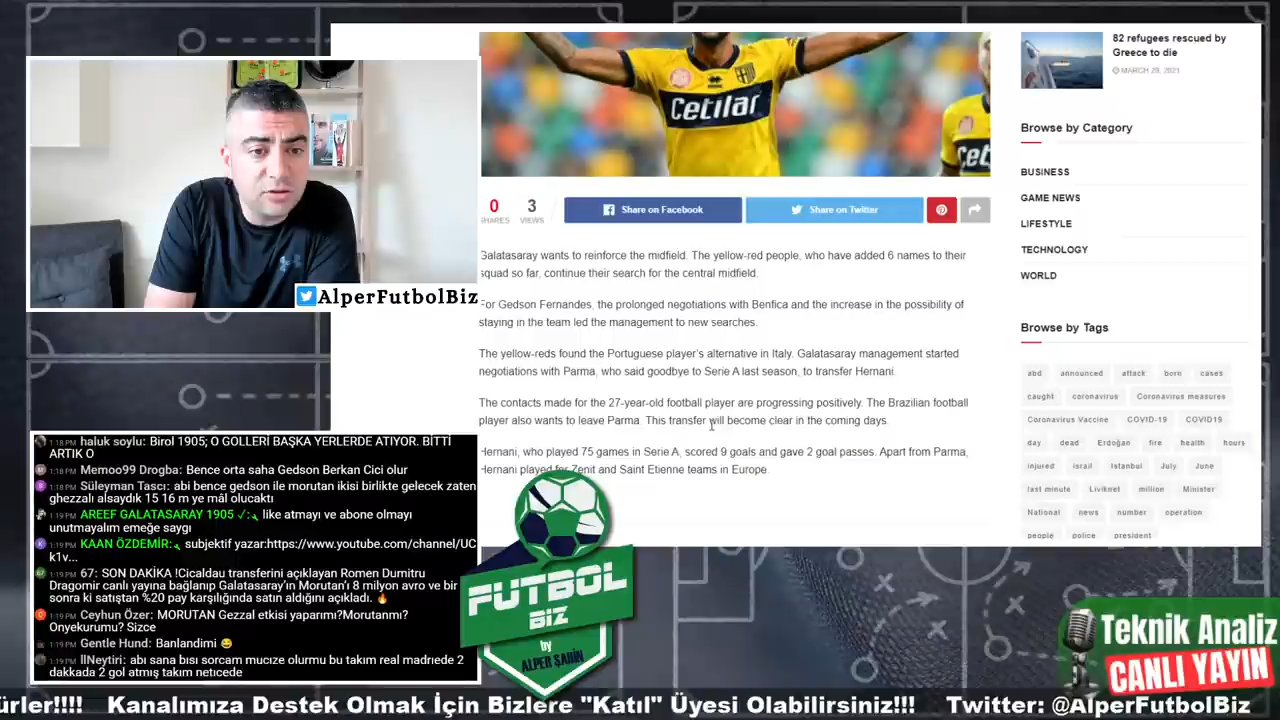 Cetilar
Cet
82 refugees rescued by
Greece to die
MARCH 29, 2021
Browse by Category
BUSINESS
GAME NEWS
LIFESTYLE
TECHNOLOGY
WORLD
0
SHARES
3
VIEWS
Share on Facebook
Share on Twitter
Galatasaray wants to reinforce the midfield. The yellow-red people, who have added 6 names to their
squad so far, continue their search for the central midfield.
For Gedson Fernandes, the prolonged negotiations with Benfica and the increase in the possibility of
staying in the team led the management to new searches.
The yellow-reds found the Portuguese player's alternative in Italy. Galatasaray management started
negotiations with Parma, who said goodbye to Serie A last season, to transfer Hernani.
The contacts made for the 27-year-old football player are progressing positively. The Brazilian football
player also wants to leave Parma. This transfer will become clear in the coming days.
Hernani, who played 75 games in Serie A, scored 9 goals and gave 2 goal passes. Apart from Parma,
Hernani played for Zenit and Saint Etienne teams in Europe.
Browse by Tags
abd announced attack born cases
caught coronavirus Coronavirus measures
Coronavirus Vaccine COVID-19 COVID19
day dead Erdoğan fire health hours
injured israil Istanbul July June
last minute Liviknet million Minister
National news number operation
people police president
AlperFutbolBiz
1:18 PM haluk soylu: Birol 1905; O GOLLERİ BAŞKA YERLERDE ATIYOR. BİTTİ
ARTIK O
1:18 PM Memoo99 Drogba: Bence orta saha Gedson Berkan Cici olur
1:18 PM Süleyman Tascı: abi bence gedson ile morutan ikisi birlikte gelecek zaten
ghezzalı alsaydık 15 16 m ye mâl olucaktı
1:19 PM AREEF GALATASARAY 1905 ✓: like atmayı ve abone olmayı
unutmayalım emeğe saygı
1:19 PM KAAN ÖZDEMİR: subjektif yazar:https://www.youtube.com/channel/UC
k1v...
1:19 PM 67: SON DAKİKA !Cicaldau transferini açıklayan Romen Dumitru
Dragomir canlı yayına bağlanıp Galatasary'in Morutan'ı 8 milyon avro ve bir
sonra ki satıştan %20 pay karşılığında satın aldığını açıkladı. 🔥
1:19 PM Ceyhun Özer: MORUTAN Gezzal etkisi yaparımı?Morutanmı?
Onyekurumu? Sizce
1:19 PM Gentle Hund: Banlandimi 😂
1:19 PM llNeytiri: abı sana bısı sorcam mucıze olurmu bu takım real madrıede 2
dakkada 2 gol atmış takım netıcede
FUTBOL
BİZ
by
ALPER ŞAHİN
Teknik Analiz
CANLI YAYIN
ürler!!!! Kanalımıza Destek Olmak İçin Bizlere "Katıl" Üyesi Olabilirsiniz!!! Twitter: @AlperFutbolBiz